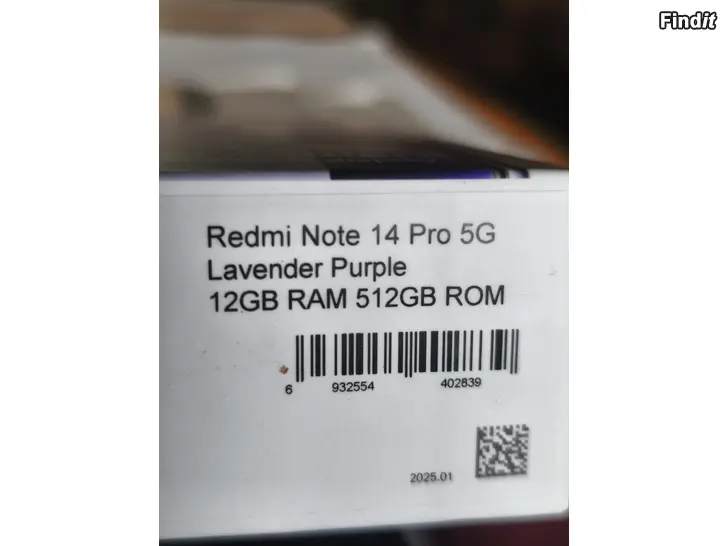 Findit
Redmi Note 14 Pro 5G
Lavender Purple
12GB RAM 512GB ROM
6 932554 402839
2025.01